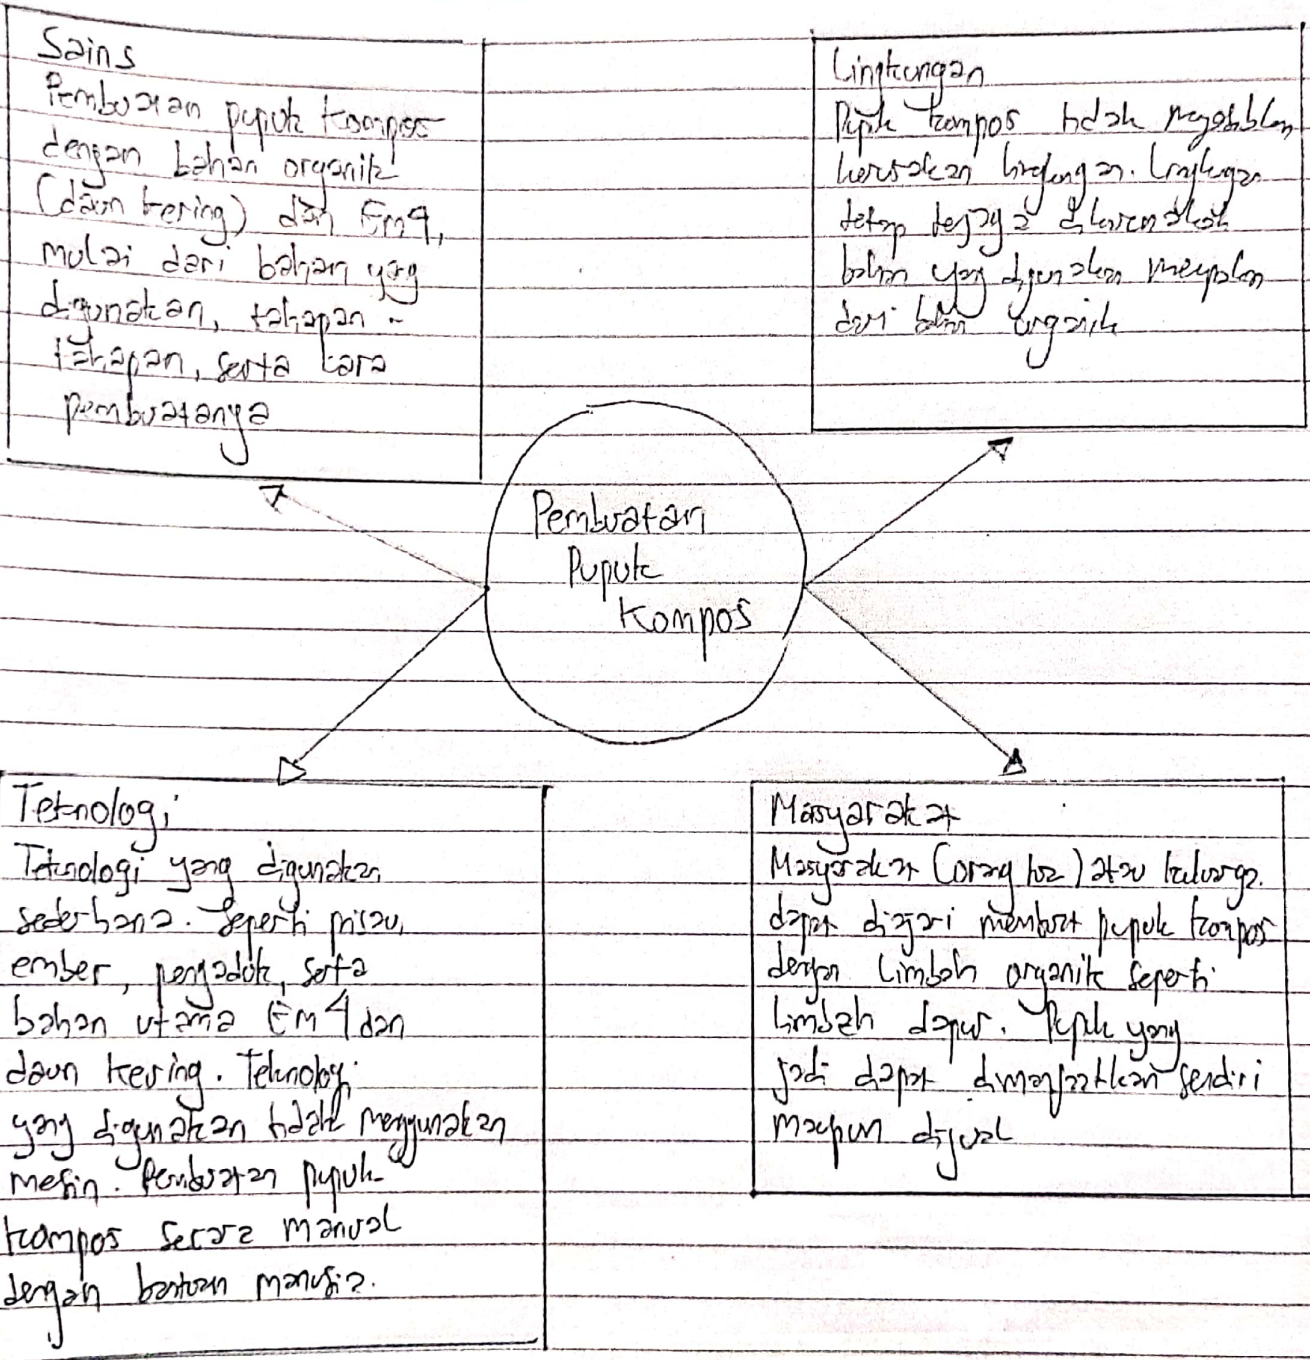 Sains
Pembuatan pupuk kompos
dengan bahan organik
(daun kering) dan Em4,
mulai dari bahan yang
digunakan, tahapan -
tahapan, serta cara
pembuatanya
Lingkungan
Pupuk kompos tidak
kerusakan lingkungan. Lingkungan
tetap terjaga dikarenakan
bahan yang digunakan merupakan
dari bahan organik
Pembuatan
Pupuk
Kompos
Teknologi
Teknologi yang digunakan
sederhana. Seperti pisau,
ember, pengaduk, serta
bahan utama Em4 dan
daun kering. Teknologi
yang digunakan tidak menggunakan
mesin. Pembuatan pupuk
kompos secara manual
dengan bantuan manusia.
Masyarakat
Masyarakat (orang tua) atau keluarga.
dapat diajari membuat pupuk kompos
dengan limbah organik seperti
limbah dapur. Pupuk yang
jadi dapat dimanfaatkan sendiri
maupun dijual